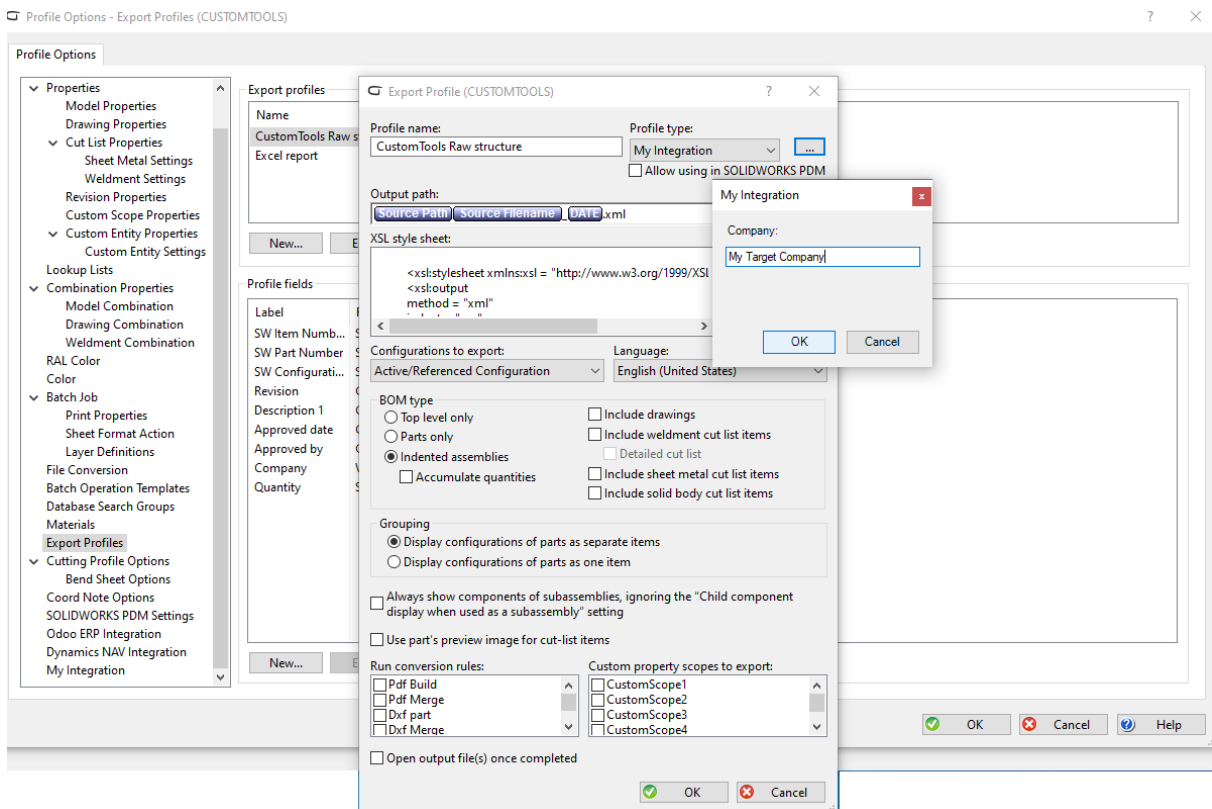 Profile Options - Export Profiles (CUSTOMTOOLS)
?
Profile Options
Properties
Model Properties
Drawing Properties
Cut List Properties
Sheet Metal Settings
Weldment Settings
Revision Properties
Custom Scope Properties
Custom Entity Properties
Custom Entity Settings
Lookup Lists
Combination Properties
Model Combination
Drawing Combination
Weldment Combination
RAL Color
Color
Batch Job
Print Properties
Sheet Format Action
Layer Definitions
File Conversion
Batch Operation Templates
Database Search Groups
Materials
Export Profiles
Cutting Profile Options
Bend Sheet Options
Coord Note Options
SOLIDWORKS PDM Settings
Odoo ERP Integration
Dynamics NAV Integration
My Integration
Export profiles
Name
CustomTools Raw s
Excel report
New...
E
Profile fields
Label
SW Item Numb...
SW Part Number
SW Configurati...
Revision
Description 1
Approved date
Approved by
Company
Quantity
New...
E
Export Profile (CUSTOMTOOLS)
?
Profile name:
Profile type:
CustomTools Raw structure
My Integration
...
Allow using in SOLIDWORKS PDM
Output path:
Source Path Source Filename _ DATE .xml
XSL style sheet:
<xsl:stylesheet xmlns:xsl = "http://www.w3.org/1999/XSL
<xsl:output
method = "xml"
Configurations to export:
Language:
Active/Referenced Configuration
English (United States)
BOM type
Top level only
Parts only
Indented assemblies
Accumulate quantities
Include drawings
Include weldment cut list items
Detailed cut list
Include sheet metal cut list items
Include solid body cut list items
Grouping
Display configurations of parts as separate items
Display configurations of parts as one item
Always show components of subassemblies, ignoring the "Child component
display when used as a subassembly" setting
Use part's preview image for cut-list items
Run conversion rules:
Pdf Build
Pdf Merge
Dxf part
Dxf Merge
Custom property scopes to export:
CustomScope1
CustomScope2
CustomScope3
CustomScope4
Open output file(s) once completed
OK
Cancel
My Integration
x
Company:
My Target Company
OK
Cancel
OK
Cancel
Help